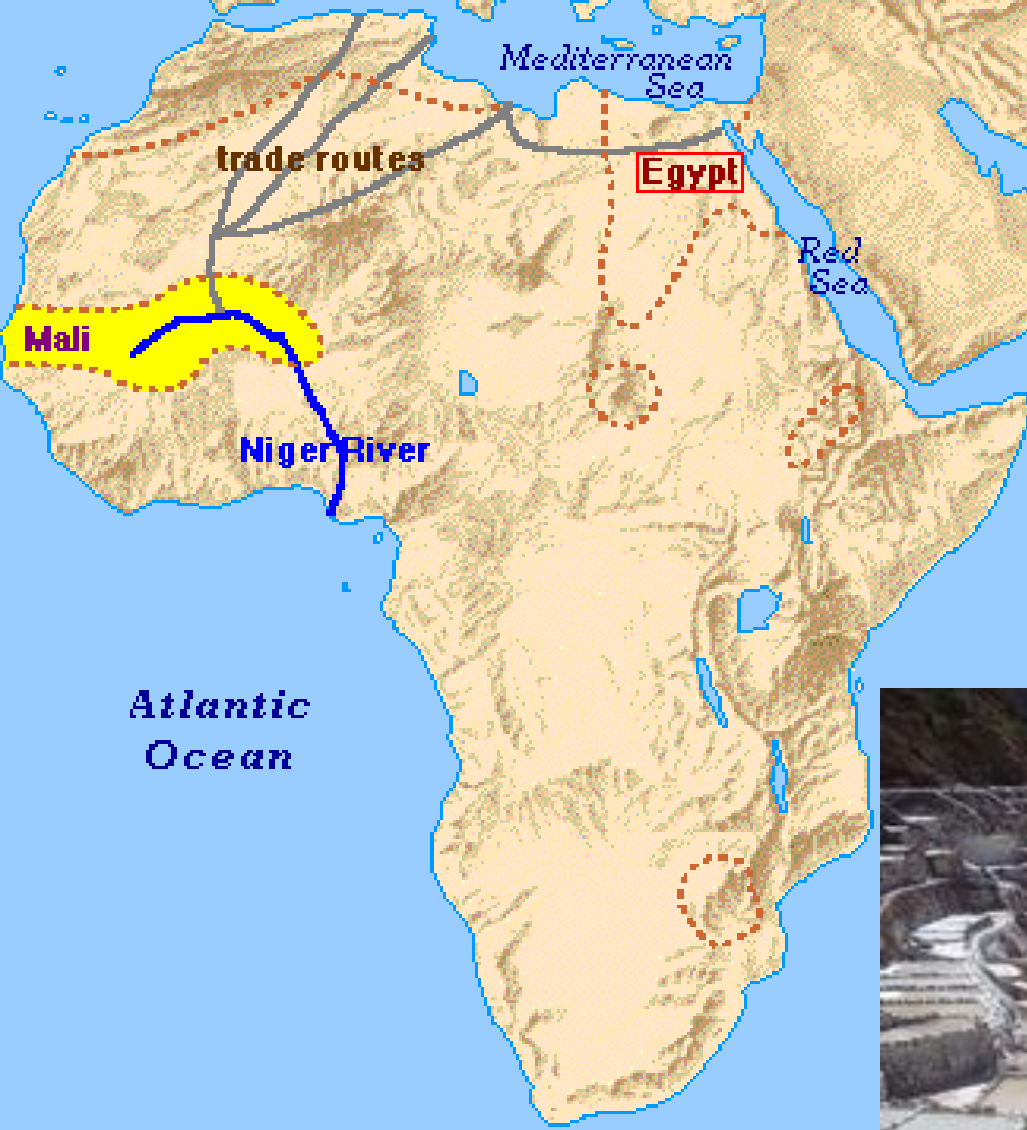 Mediterranean
Sea
trade routes
Egypt
Red
Sea
Mali
Niger River
Atlantic
Ocean